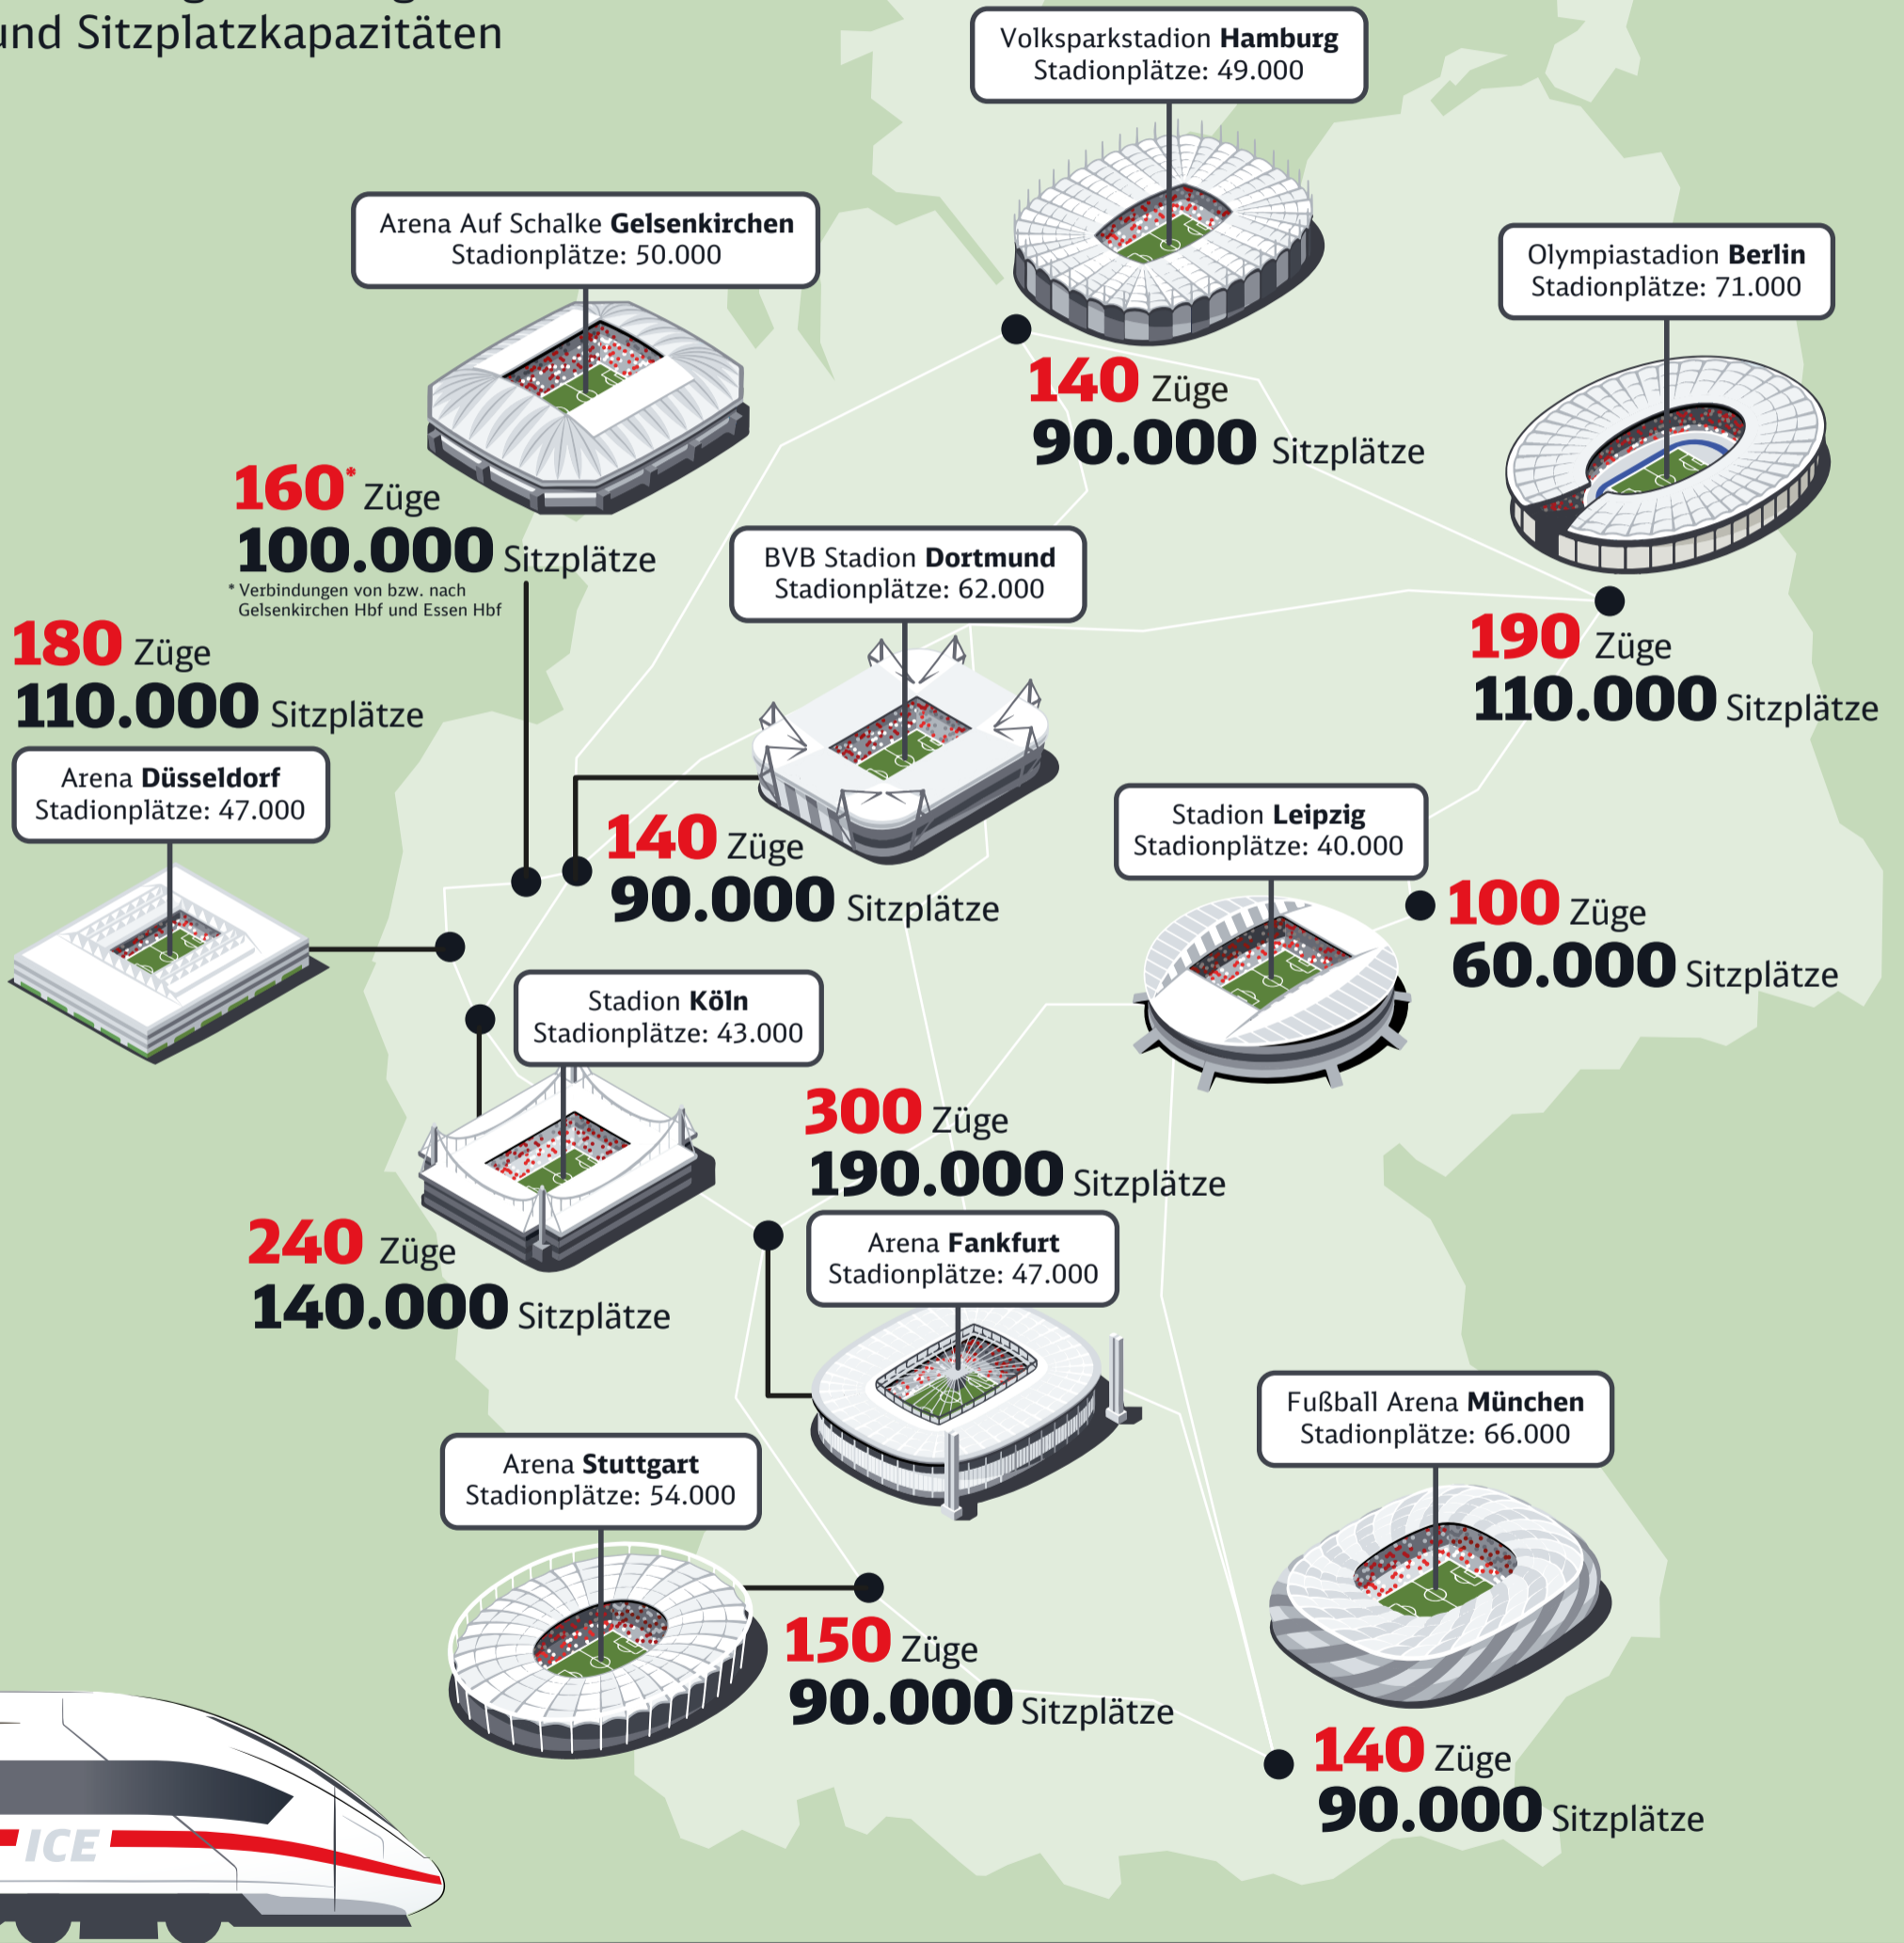 und Sitzplatzkapazitäten
Volksparkstadion Hamburg
Stadionplätze: 49.000
140 Züge
90.000 Sitzplätze
Arena Auf Schalke Gelsenkirchen
Stadionplätze: 50.000
160* Züge
100.000 Sitzplätze
* Verbindungen von bzw. nach
Gelsenkirchen Hbf und Essen Hbf
Olympiastadion Berlin
Stadionplätze: 71.000
190 Züge
110.000 Sitzplätze
BVB Stadion Dortmund
Stadionplätze: 62.000
140 Züge
90.000 Sitzplätze
180 Züge
110.000 Sitzplätze
Arena Düsseldorf
Stadionplätze: 47.000
Stadion Leipzig
Stadionplätze: 40.000
100 Züge
60.000 Sitzplätze
Stadion Köln
Stadionplätze: 43.000
240 Züge
140.000 Sitzplätze
300 Züge
190.000 Sitzplätze
Arena Fankfurt
Stadionplätze: 47.000
Fußball Arena München
Stadionplätze: 66.000
140 Züge
90.000 Sitzplätze
Arena Stuttgart
Stadionplätze: 54.000
150 Züge
90.000 Sitzplätze
ICE